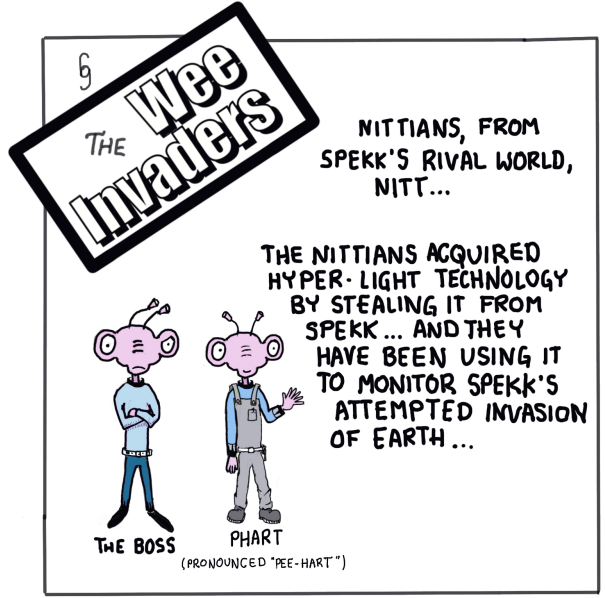 The Wee
Invaders
NITTIANS, FROM
SPEKK'S RIVAL WORLD,
NITT...
THE NITTIANS ACQUIRED
HYPER-LIGHT TECHNOLOGY
BY STEALING IT FROM
SPEKK... AND THEY
HAVE BEEN USING IT
TO MONITOR SPEKK'S
ATTEMPTED INVASION
OF EARTH...
THE BOSS
PHART
(PRONOUNCED "PEE-HART")